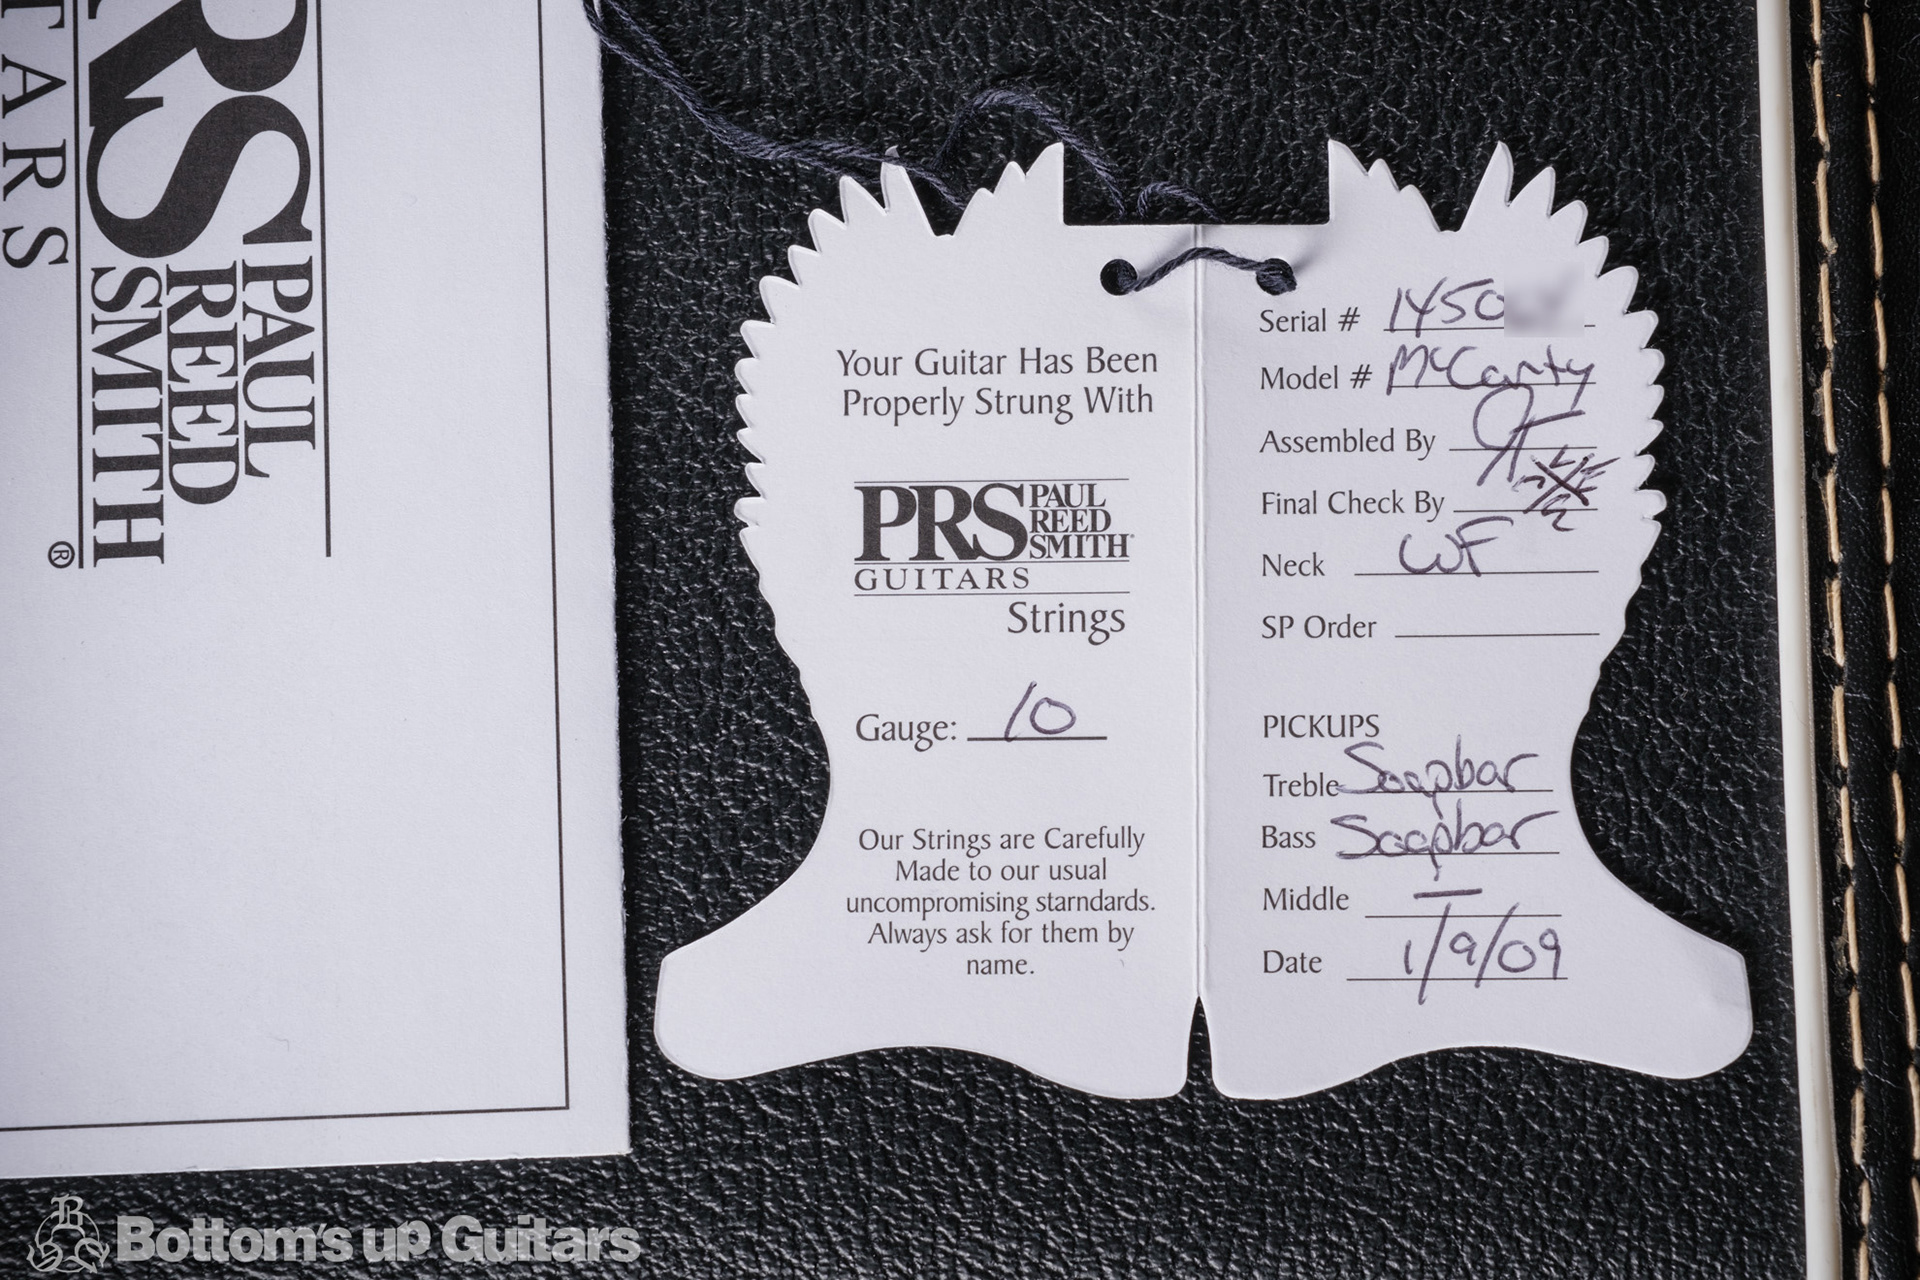 TARS
RS
PAUL
REED
SMITH
®
Your Guitar Has Been
Properly Strung With
PRS PAUL
REED
SMITH
GUITARS
Strings
Gauge: 10
Our Strings are Carefully
Made to our usual
uncompromising starndards.
Always ask for them by
name.
Serial # 1450
Model # McCarty
Assembled By
Final Check By
Neck WF
SP Order
PICKUPS
Treble Soapbar
Bass Soapbar
Middle —
Date 1/9/09
Bottom's up Guitars